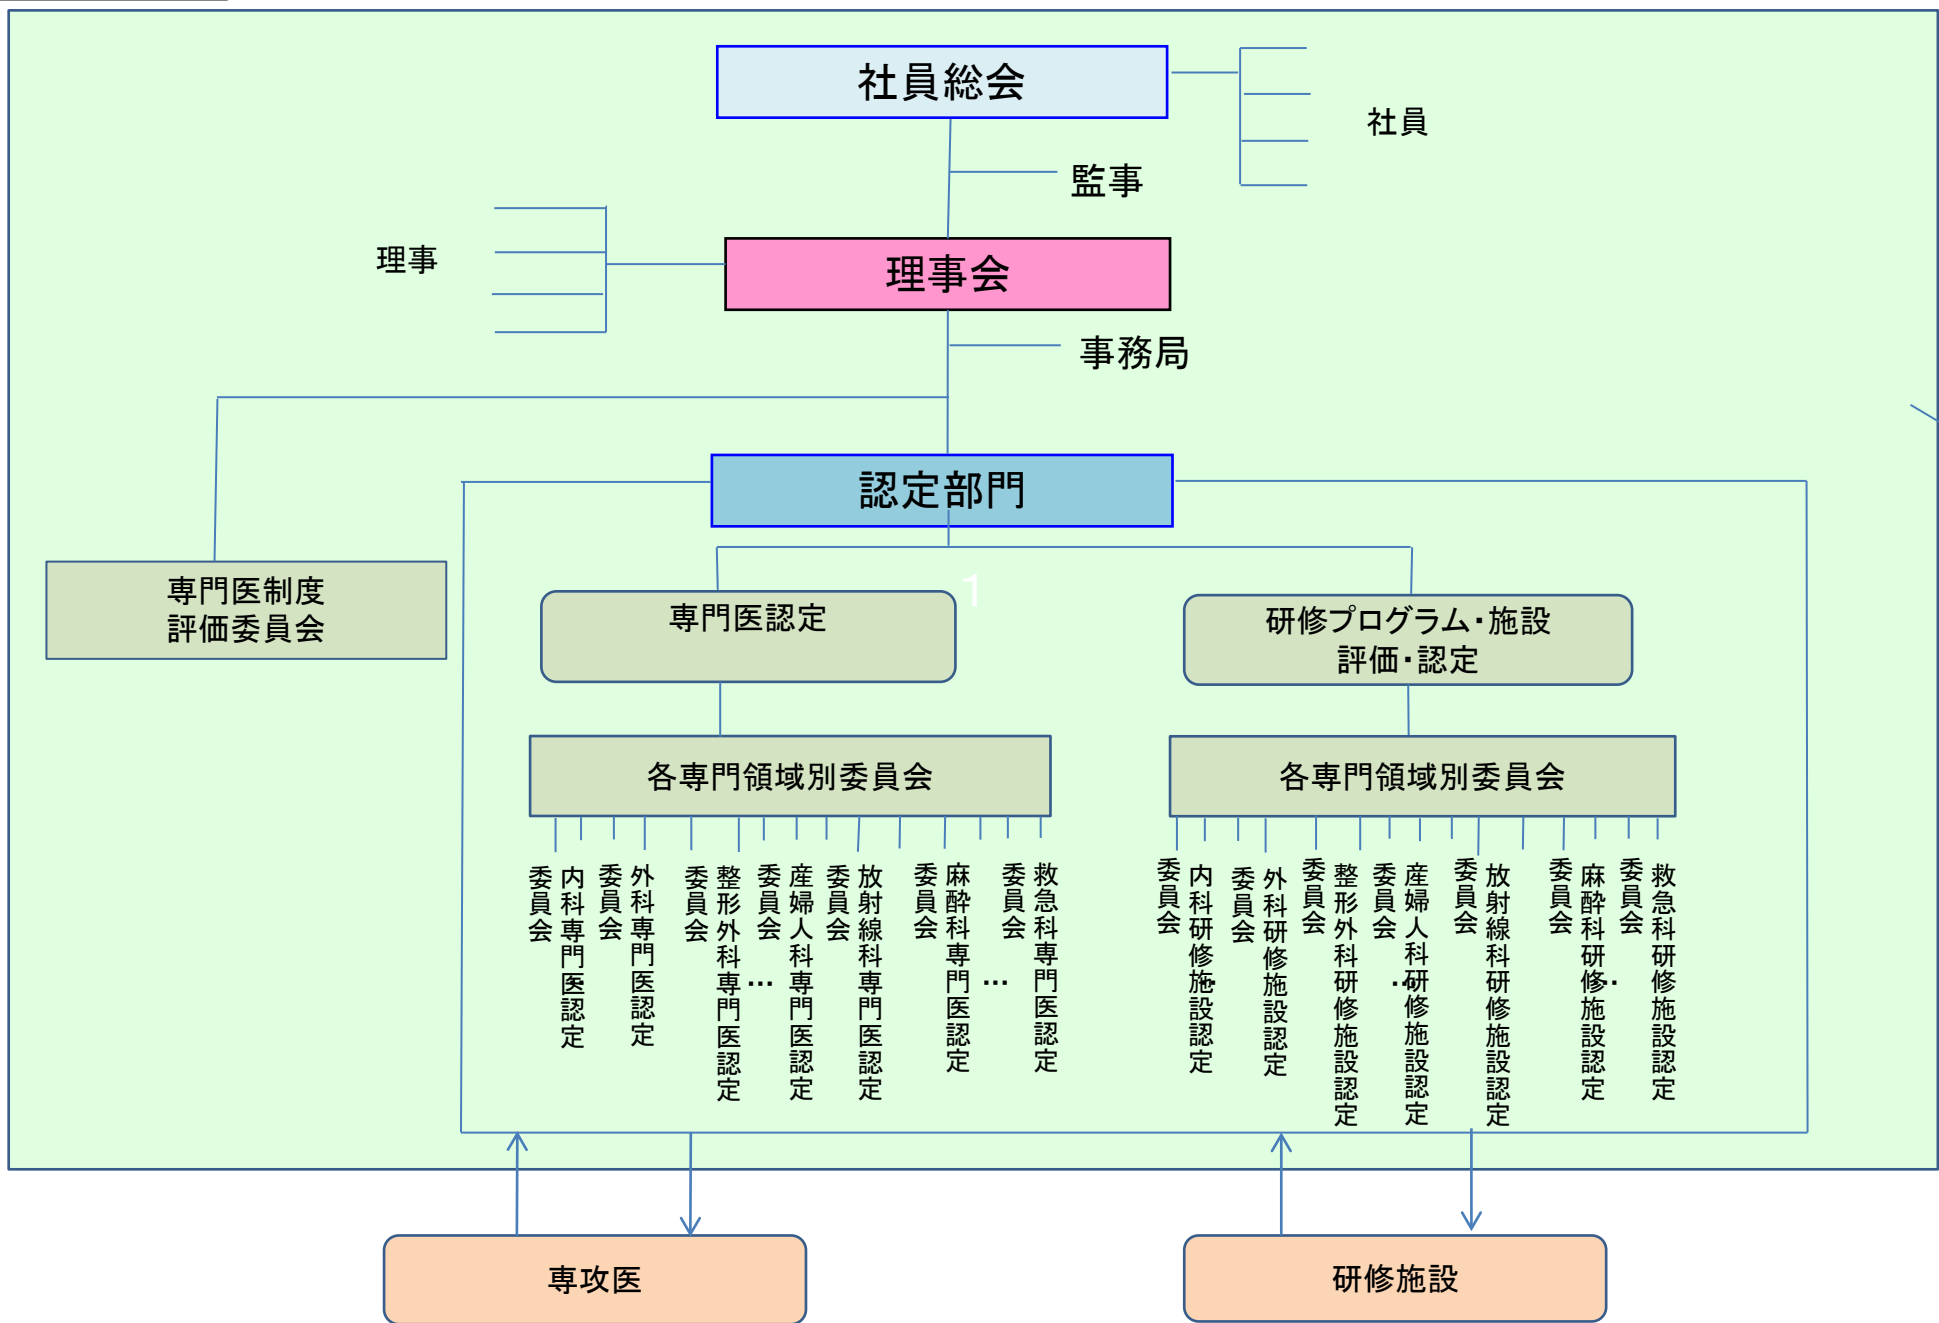 社員総会
社員
監事
理事
理事会
事務局
認定部門
専門医制度
評価委員会
1
専門医認定
研修プログラム・施設
評価・認定
各専門領域別委員会
各専門領域別委員会
内科専門医認定
委員会
…
外科専門医認定
委員会
整形外科専門医認定
委員会
…
産婦人科専門医認定
委員会
放射線科専門医認定
委員会
麻酔科専門医認定
委員会
…
救急科専門医認定
委員会
内科研修施設認定
委員会
…
外科研修施設認定
委員会
整形外科研修施設認定
委員会
…
産婦人科研修施設認定
委員会
放射線科研修施設認定
委員会
麻酔科研修施設認定
委員会
…
救急科研修施設認定
委員会
専攻医
研修施設